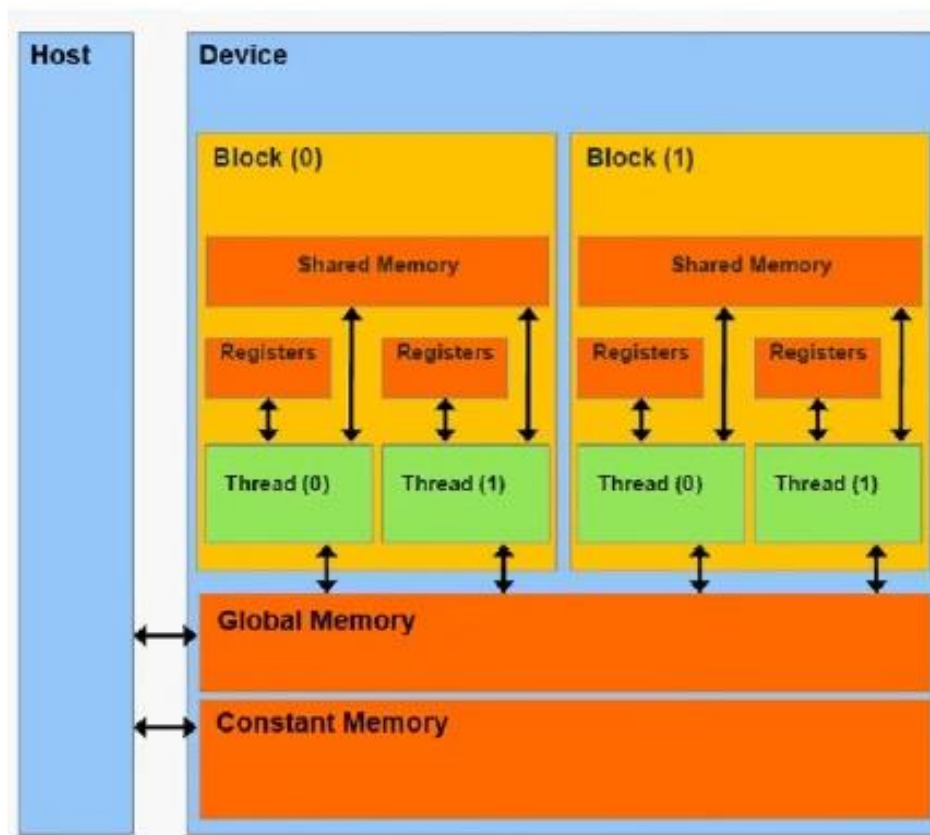 Host
Device
Block (0)
Block (1)
Shared Memory
Shared Memory
Registers
Registers
Registers
Registers
Thread (0)
Thread (1)
Thread (0)
Thread (1)
Global Memory
Constant Memory